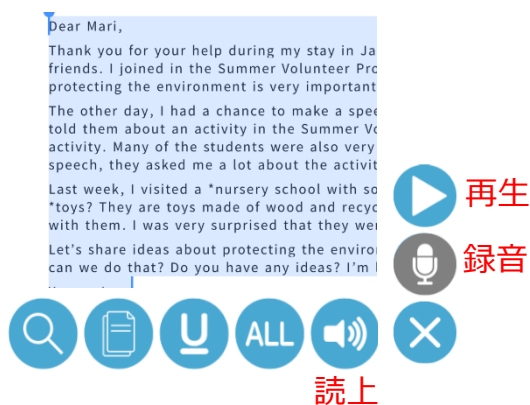 Dear Mari,
Thank you for your help during my stay in Ja
friends. I joined in the Summer Volunteer Pro
protecting the environment is very important
The other day, I had a chance to make a spee
told them about an activity in the Summer Vo
activity. Many of the students were also very
speech, they asked me a lot about the activit
Last week, I visited a *nursery school with so
*toys? They are toys made of wood and recyc
with them. I was very surprised that they wer
Let's share ideas about protecting the enviro
can we do that? Do you have any ideas? I'm
再生
録音
U
ALL
読上